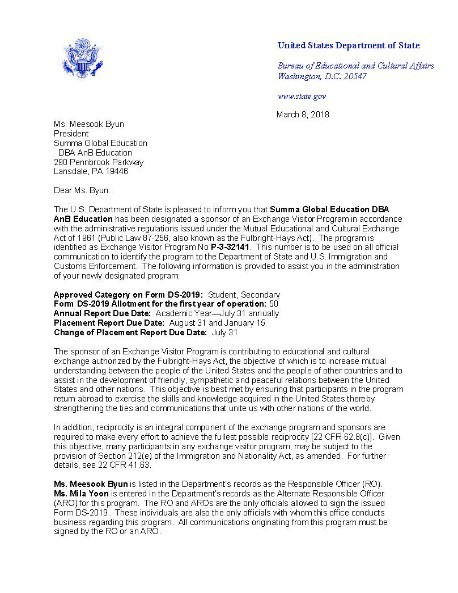 United States Department of State
Bureau of Educational and Cultural Affairs
Washington, D.C. 20547
www.state.gov
March 8, 2018
Ms. Meesook Byun
President
Summa Global Education
DBA AnB Education
290 Pennbrook Parkway
Lansdale, PA 19446
Dear Ms. Byun:
The U.S. Department of State is pleased to inform you that Summa Global Education DBA
AnB Education has been designated a sponsor of an Exchange Visitor Program in accordance
with the administrative regulations issued under the Mutual Educational and Cultural Exchange
Act of 1961 (Public Law 87-256, also known as the Fulbright-Hays Act). The program is
identified as Exchange Visitor Program No P-3-32141. This number is to be used on all official
communication to identify the program to the Department of State and U.S. Immigration and
Customs Enforcement. The following information is provided to assist you in the administration
of your newly designated program:
Approved Category on Form DS-2019: Student, Secondary
Form DS-2019 Allotment for the first year of operation: 50
Annual Report Due Date: Academic Year—July 31 annually
Placement Report Due Date: August 31 and January 15
Change of Placement Report Due Date: July 31
The sponsor of an Exchange Visitor Program is contributing to educational and cultural
exchange authorized by the Fulbright-Hays Act, the objective of which is to increase mutual
understanding between the people of the United States and the people of other countries and to
assist in the development of friendly, sympathetic and peaceful relations between the United
States and other nations. This objective is best met by ensuring that participants in the program
return abroad to exercise the skills and knowledge acquired in the United States thereby
strengthening the ties and communications that unite us with other nations of the world.
In addition, reciprocity is an integral component of the exchange program and sponsors are
required to make every effort to achieve the fullest possible reciprocity [22 CFR 62.8(c)]. Given
this objective, many participants in any exchange visitor program, may be subject to the
provision of Section 212(e) of the Immigration and Nationality Act, as amended. For further
details, see 22 CFR 41.63.
Ms. Meesook Byun is listed in the Department's records as the Responsible Officer (RO).
Ms. Mila Yoon is entered in the Department's records as the Alternate Responsible Officer
(ARO) for this program. The RO and AROs are the only officials allowed to sign the issued
Form DS-2019. These individuals are also the only officials with whom this office conducts
business regarding this program. All communications originating from this program must be
signed by the RO or an ARO.